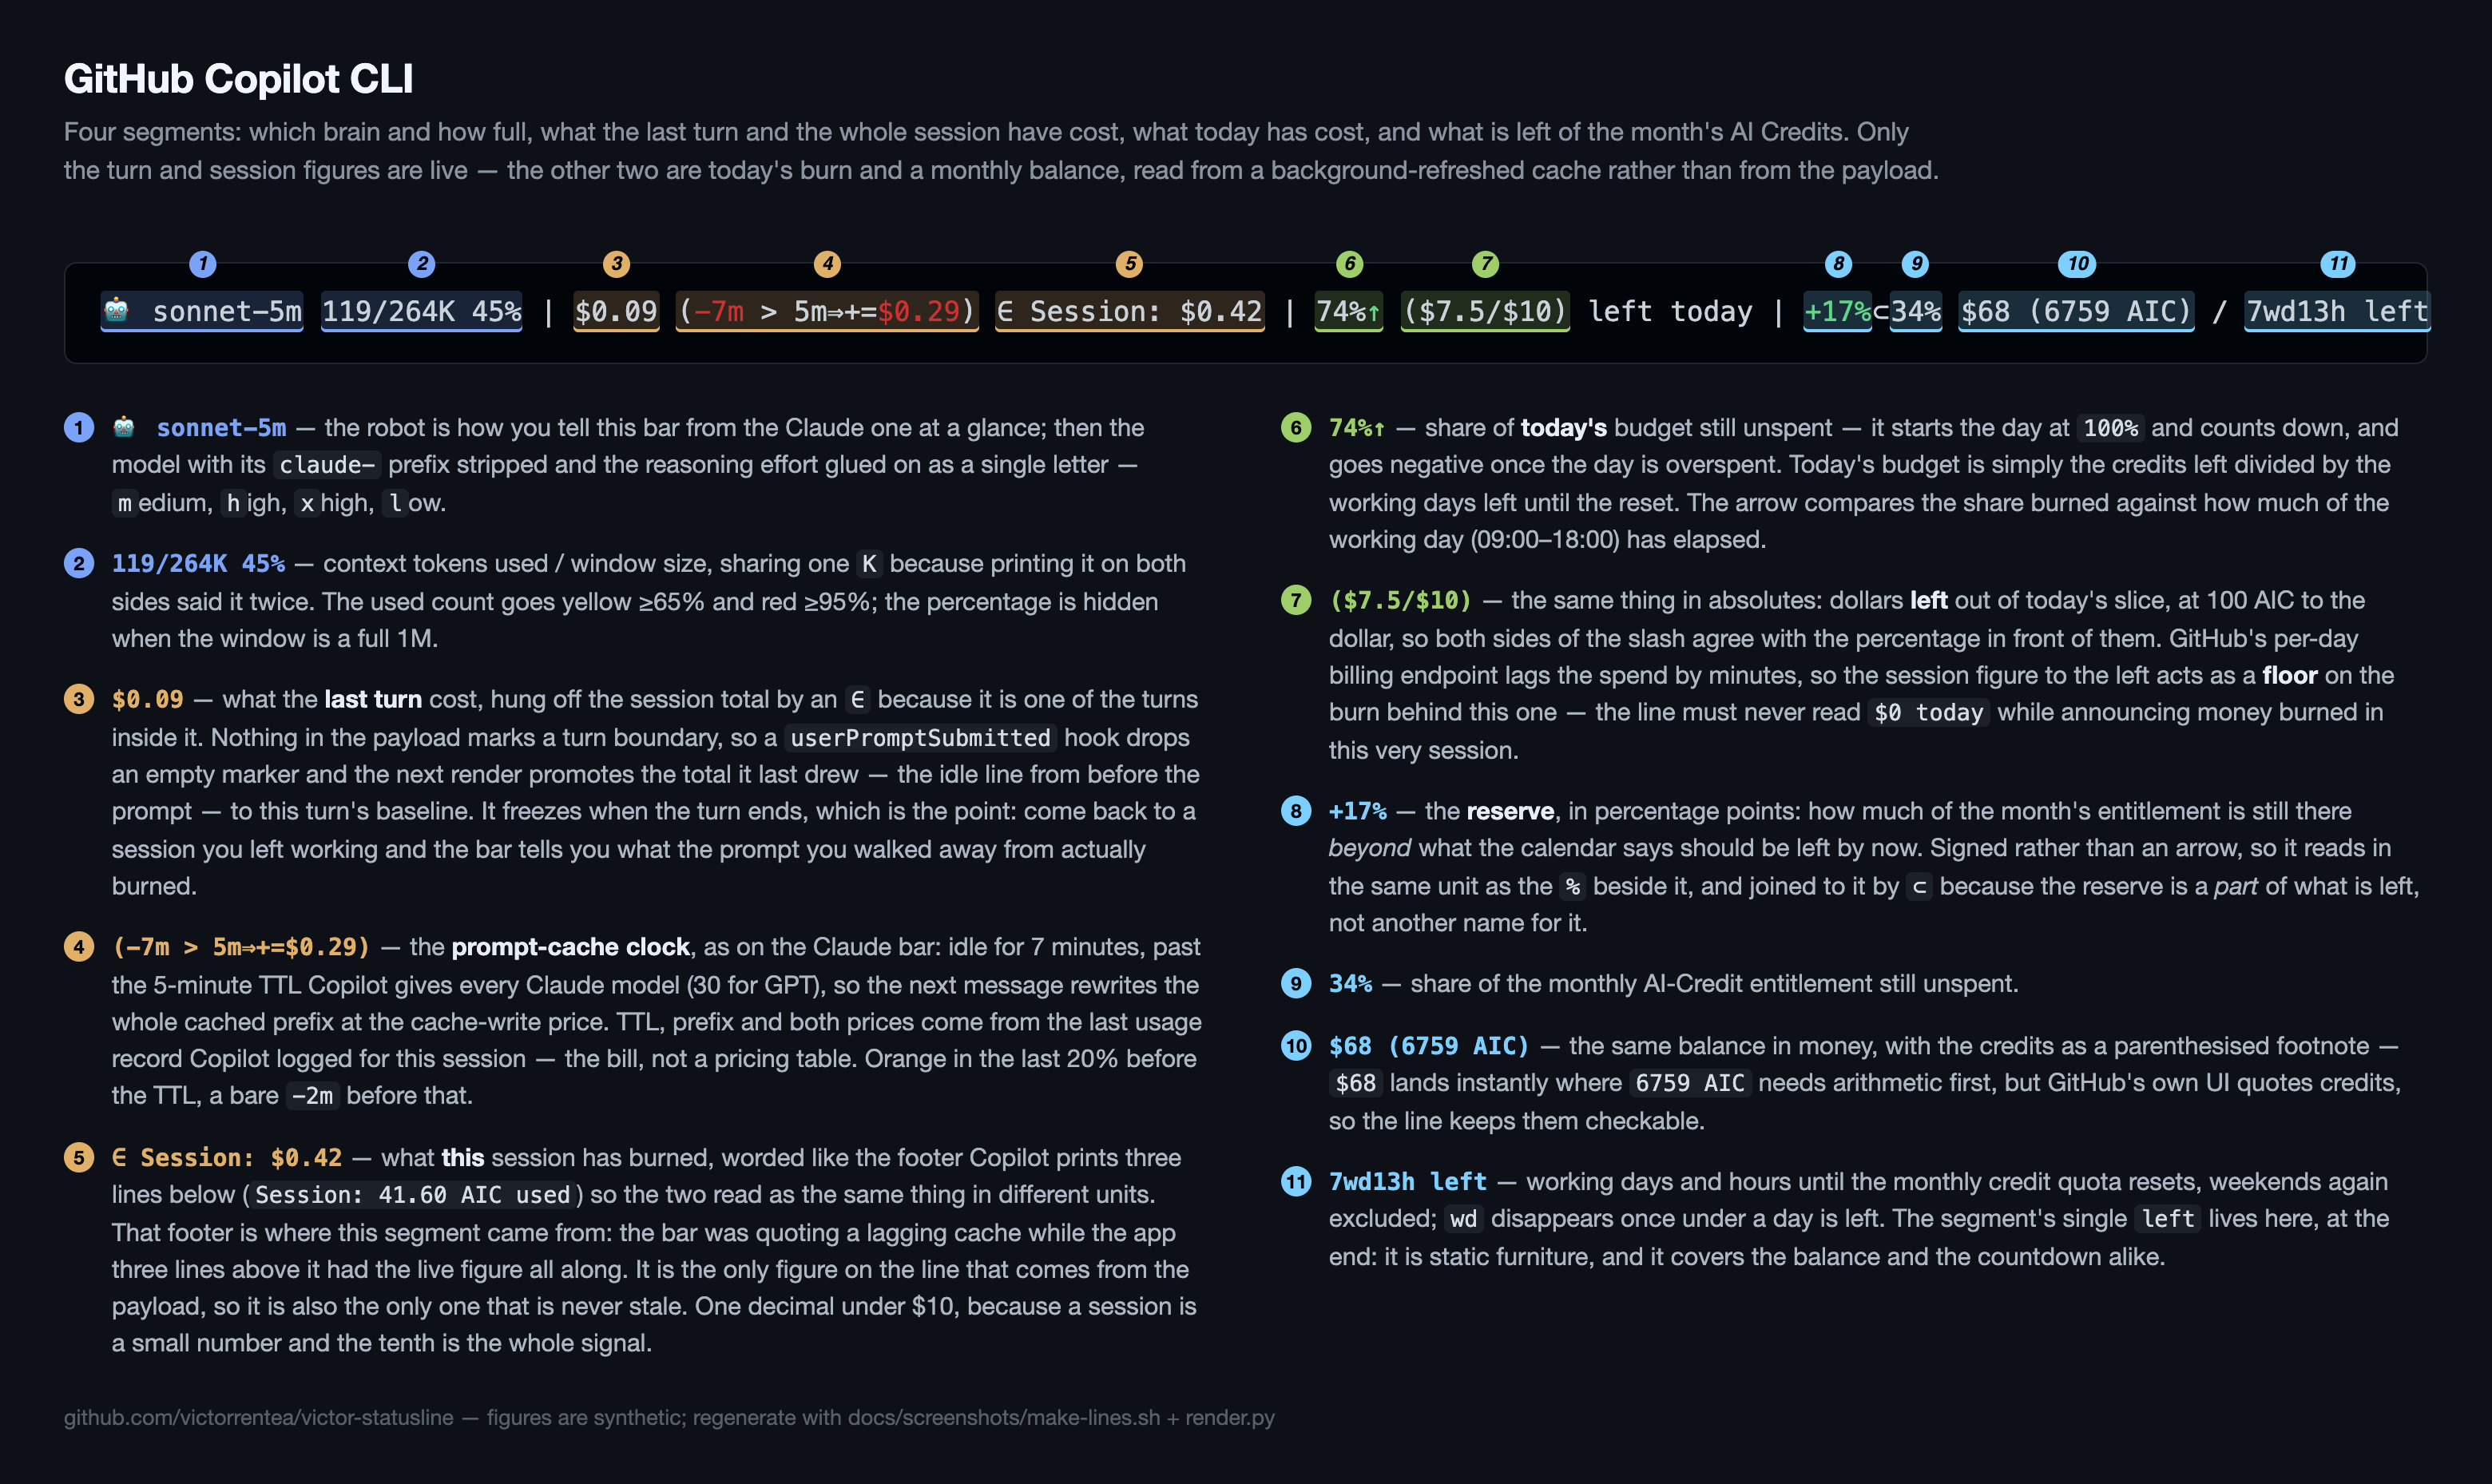 GitHub Copilot CLI
Four segments: which brain and how full, what the last turn and the whole session have cost, what today has cost, and what is left of the month's AI Credits. Only
the turn and session figures are live — the other two are today's burn and a monthly balance, read from a background-refreshed cache rather than from the payload.
1 2 3 4 5 6 7 8 9 10 11
🤖 sonnet-5m 119/264K 45% | $0.09 (-7m > 5m⇒+=$0.29) ∈ Session: $0.42 | 74%↑ ($7.5/$10) left today | +17%⊂34% $68 (6759 AIC) / 7wd13h left
1 🤖 sonnet-5m — the robot is how you tell this bar from the Claude one at a glance; then the
model with its claude- prefix stripped and the reasoning effort glued on as a single letter —
medium, high, xhigh, low.
2 119/264K 45% — context tokens used / window size, sharing one K because printing it on both
sides said it twice. The used count goes yellow ≥65% and red ≥95%; the percentage is hidden
when the window is a full 1M.
3 $0.09 — what the last turn cost, hung off the session total by an ∈ because it is one of the turns
inside it. Nothing in the payload marks a turn boundary, so a userPromptSubmitted hook drops
an empty marker and the next render promotes the total it last drew — the idle line from before the
prompt — to this turn's baseline. It freezes when the turn ends, which is the point: come back to a
session you left working and the bar tells you what the prompt you walked away from actually
burned.
4 (-7m > 5m⇒+=$0.29) — the prompt-cache clock, as on the Claude bar: idle for 7 minutes, past
the 5-minute TTL Copilot gives every Claude model (30 for GPT), so the next message rewrites the
whole cached prefix at the cache-write price. TTL, prefix and both prices come from the last usage
record Copilot logged for this session — the bill, not a pricing table. Orange in the last 20% before
the TTL, a bare -2m before that.
5 ∈ Session: $0.42 — what this session has burned, worded like the footer Copilot prints three
lines below (Session: 41.60 AIC used) so the two read as the same thing in different units.
That footer is where this segment came from: the bar was quoting a lagging cache while the app
three lines above it had the live figure all along. It is the only figure on the line that comes from the
payload, so it is also the only one that is never stale. One decimal under $10, because a session is
a small number and the tenth is the whole signal.
6 74%↑ — share of today's budget still unspent — it starts the day at 100% and counts down, and
goes negative once the day is overspent. Today's budget is simply the credits left divided by the
working days left until the reset. The arrow compares the share burned against how much of the
working day (09:00–18:00) has elapsed.
7 ($7.5/$10) — the same thing in absolutes: dollars left out of today's slice, at 100 AIC to the
dollar, so both sides of the slash agree with the percentage in front of them. GitHub's per-day
billing endpoint lags the spend by minutes, so the session figure to the left acts as a floor on the
burn behind this one — the line must never read $0 today while announcing money burned in
this very session.
8 +17% — the reserve, in percentage points: how much of the month's entitlement is still there
beyond what the calendar says should be left by now. Signed rather than an arrow, so it reads in
the same unit as the % beside it, and joined to it by ⊂ because the reserve is a part of what is left,
not another name for it.
9 34% — share of the monthly AI-Credit entitlement still unspent.
10 $68 (6759 AIC) — the same balance in money, with the credits as a parenthesised footnote —
$68 lands instantly where 6759 AIC needs arithmetic first, but GitHub's own UI quotes credits,
so the line keeps them checkable.
11 7wd13h left — working days and hours until the monthly credit quota resets, weekends again
excluded; wd disappears once under a day is left. The segment's single left lives here, at the
end: it is static furniture, and it covers the balance and the countdown alike.
github.com/victorrentea/victor-statusline — figures are synthetic; regenerate with docs/screenshots/make-lines.sh + render.py